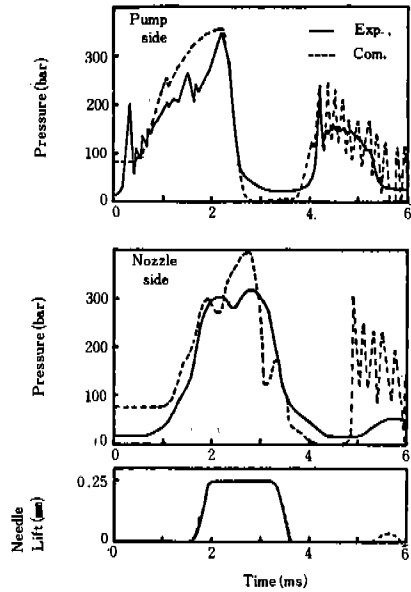 Pump
side
Exp.,
Com.
Pressure (bar)
300
200
100
0
0
2
4
6
Nozzle
side
Pressure (bar)
300
200
100
0
0
2
4
6
Needle
Lift (mm)
0.25
0
0
2
4
6
Time (ms)